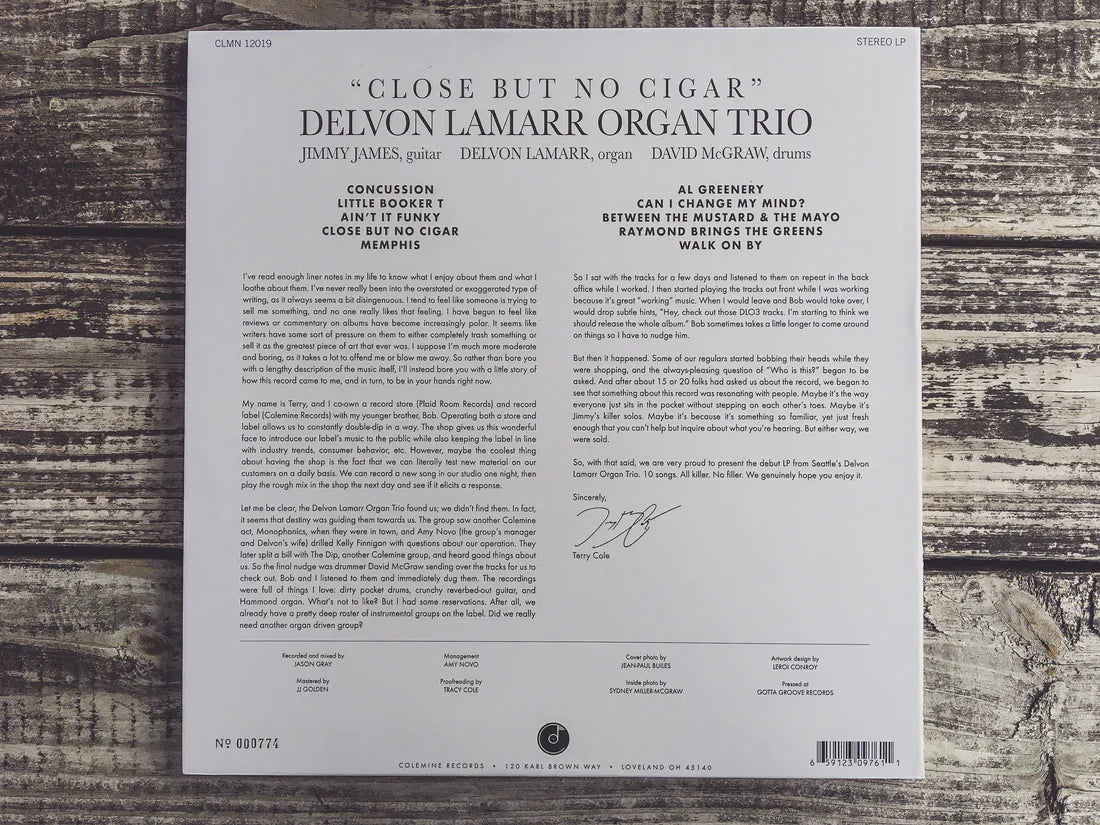 CLMN 12019
STEREO LP
“CLOSE BUT NO CIGAR”
DELVON LAMARR ORGAN TRIO
JIMMY JAMES, guitar DELVON LAMARR, organ DAVID McGRAW, drums
CONCUSSION
LITTLE BOOKER T
AIN'T IT FUNKY
CLOSE BUT NO CIGAR
MEMPHIS
AL GREENERY
CAN I CHANGE MY MIND?
BETWEEN THE MUSTARD & THE MAYO
RAYMOND BRINGS THE GREENS
WALK ON BY
I've read enough liner notes in my life to know what I enjoy about them and what I
loathe about them. I've never really been into the overstated or exaggerated type of
writing, as it always seems a bit disingenuous. I tend to feel like someone is trying to
sell me something, and no one really likes that feeling. I have begun to feel like
reviews or commentary on albums have become increasingly polar. It seems like
writers have some sort of pressure on them to either completely trash something or
sell it as the greatest piece of art that ever was. I suppose I'm much more moderate
and boring, as it takes a lot to offend me or blow me away. So rather than bore you
with a lengthy description of the music itself, I'll instead bore you with a little story of
how this record came to me, and in turn, to be in your hands right now.
My name is Terry, and I co-own a record store (Plaid Room Records) and record
label (Colemine Records) with my younger brother, Bob. Operating both a store and
label allows us to constantly double-dip in a way. The shop gives us this wonderful
face to introduce our label's music to the public while also keeping the label in line
with industry trends, consumer behavior, etc. However, maybe the coolest thing
about having the shop is the fact that we can literally test new material on our
customers on a daily basis. We can record a new song in our studio one night, then
play the rough mix in the shop the next day and see if it elicits a response.
Let me be clear, the Delvon Lamarr Organ Trio found us; we didn't find them. In fact,
it seems that destiny was guiding them towards us. The group saw another Colemine
act, Monophonics, when they were in town, and Amy Novo (the group's manager
and Delvon's wife) drilled Kelly Finnigan with questions about our operation. They
later split a bill with The Dip, another Colemine group, and heard good things about
us. So the final nudge was drummer David McGraw sending over the tracks for us to
check out. Bob and I listened to them and immediately dug them. The recordings
were full of things I love: dirty pocket drums, crunchy reverbed-out guitar, and
Hammond organ. What's not to like? But I had some reservations. After all, we
already have a pretty deep roster of instrumental groups on the label. Did we really
need another organ driven group?
So I sat with the tracks for a few days and listened to them on repeat in the back
office while I worked. I then started playing the tracks out front while I was working
because it's great "working" music. When I would leave and Bob would take over, I
would drop subtle hints, "Hey, check out those DLO3 tracks. I'm starting to think we
should release the whole album." Bob sometimes takes a little longer to come around
on things so I have to nudge him.
But then it happened. Some of our regulars started bobbing their heads while they
were shopping, and the always-pleasing question of "Who is this?" began to be
asked. And after about 15 or 20 folks had asked us about the record, we began to
see that something about this record was resonating with people. Maybe it's the way
everyone just sits in the pocket without stepping on each other's toes. Maybe it's
Jimmy's killer solos. Maybe it's because it's something so familiar, yet just fresh
enough that you can't help but inquire about what you're hearing. But either way, we
were sold.
So, with that said, we are very proud to present the debut LP from Seattle's Delvon
Lamarr Organ Trio. 10 songs. All killer. No filler. We genuinely hope you enjoy it.
Sincerely,
Terry Cole
Recorded and mixed by
JASON GRAY
Management
AMY NOVO
Cover photo by
JEAN-PAUL BUILES
Artwork design by
LEROI CONROY
Mastered by
JJ GOLDEN
Proofreading by
TRACY COLE
Inside photo by
SYDNEY MILLER-MCGRAW
Pressed at
GOTTA GROOVE RECORDS
Nº 000774
COLEMINE RECORDS • 120 KARL BROWN WAY • LOVELAND OH 45140
6 59123 09761 1